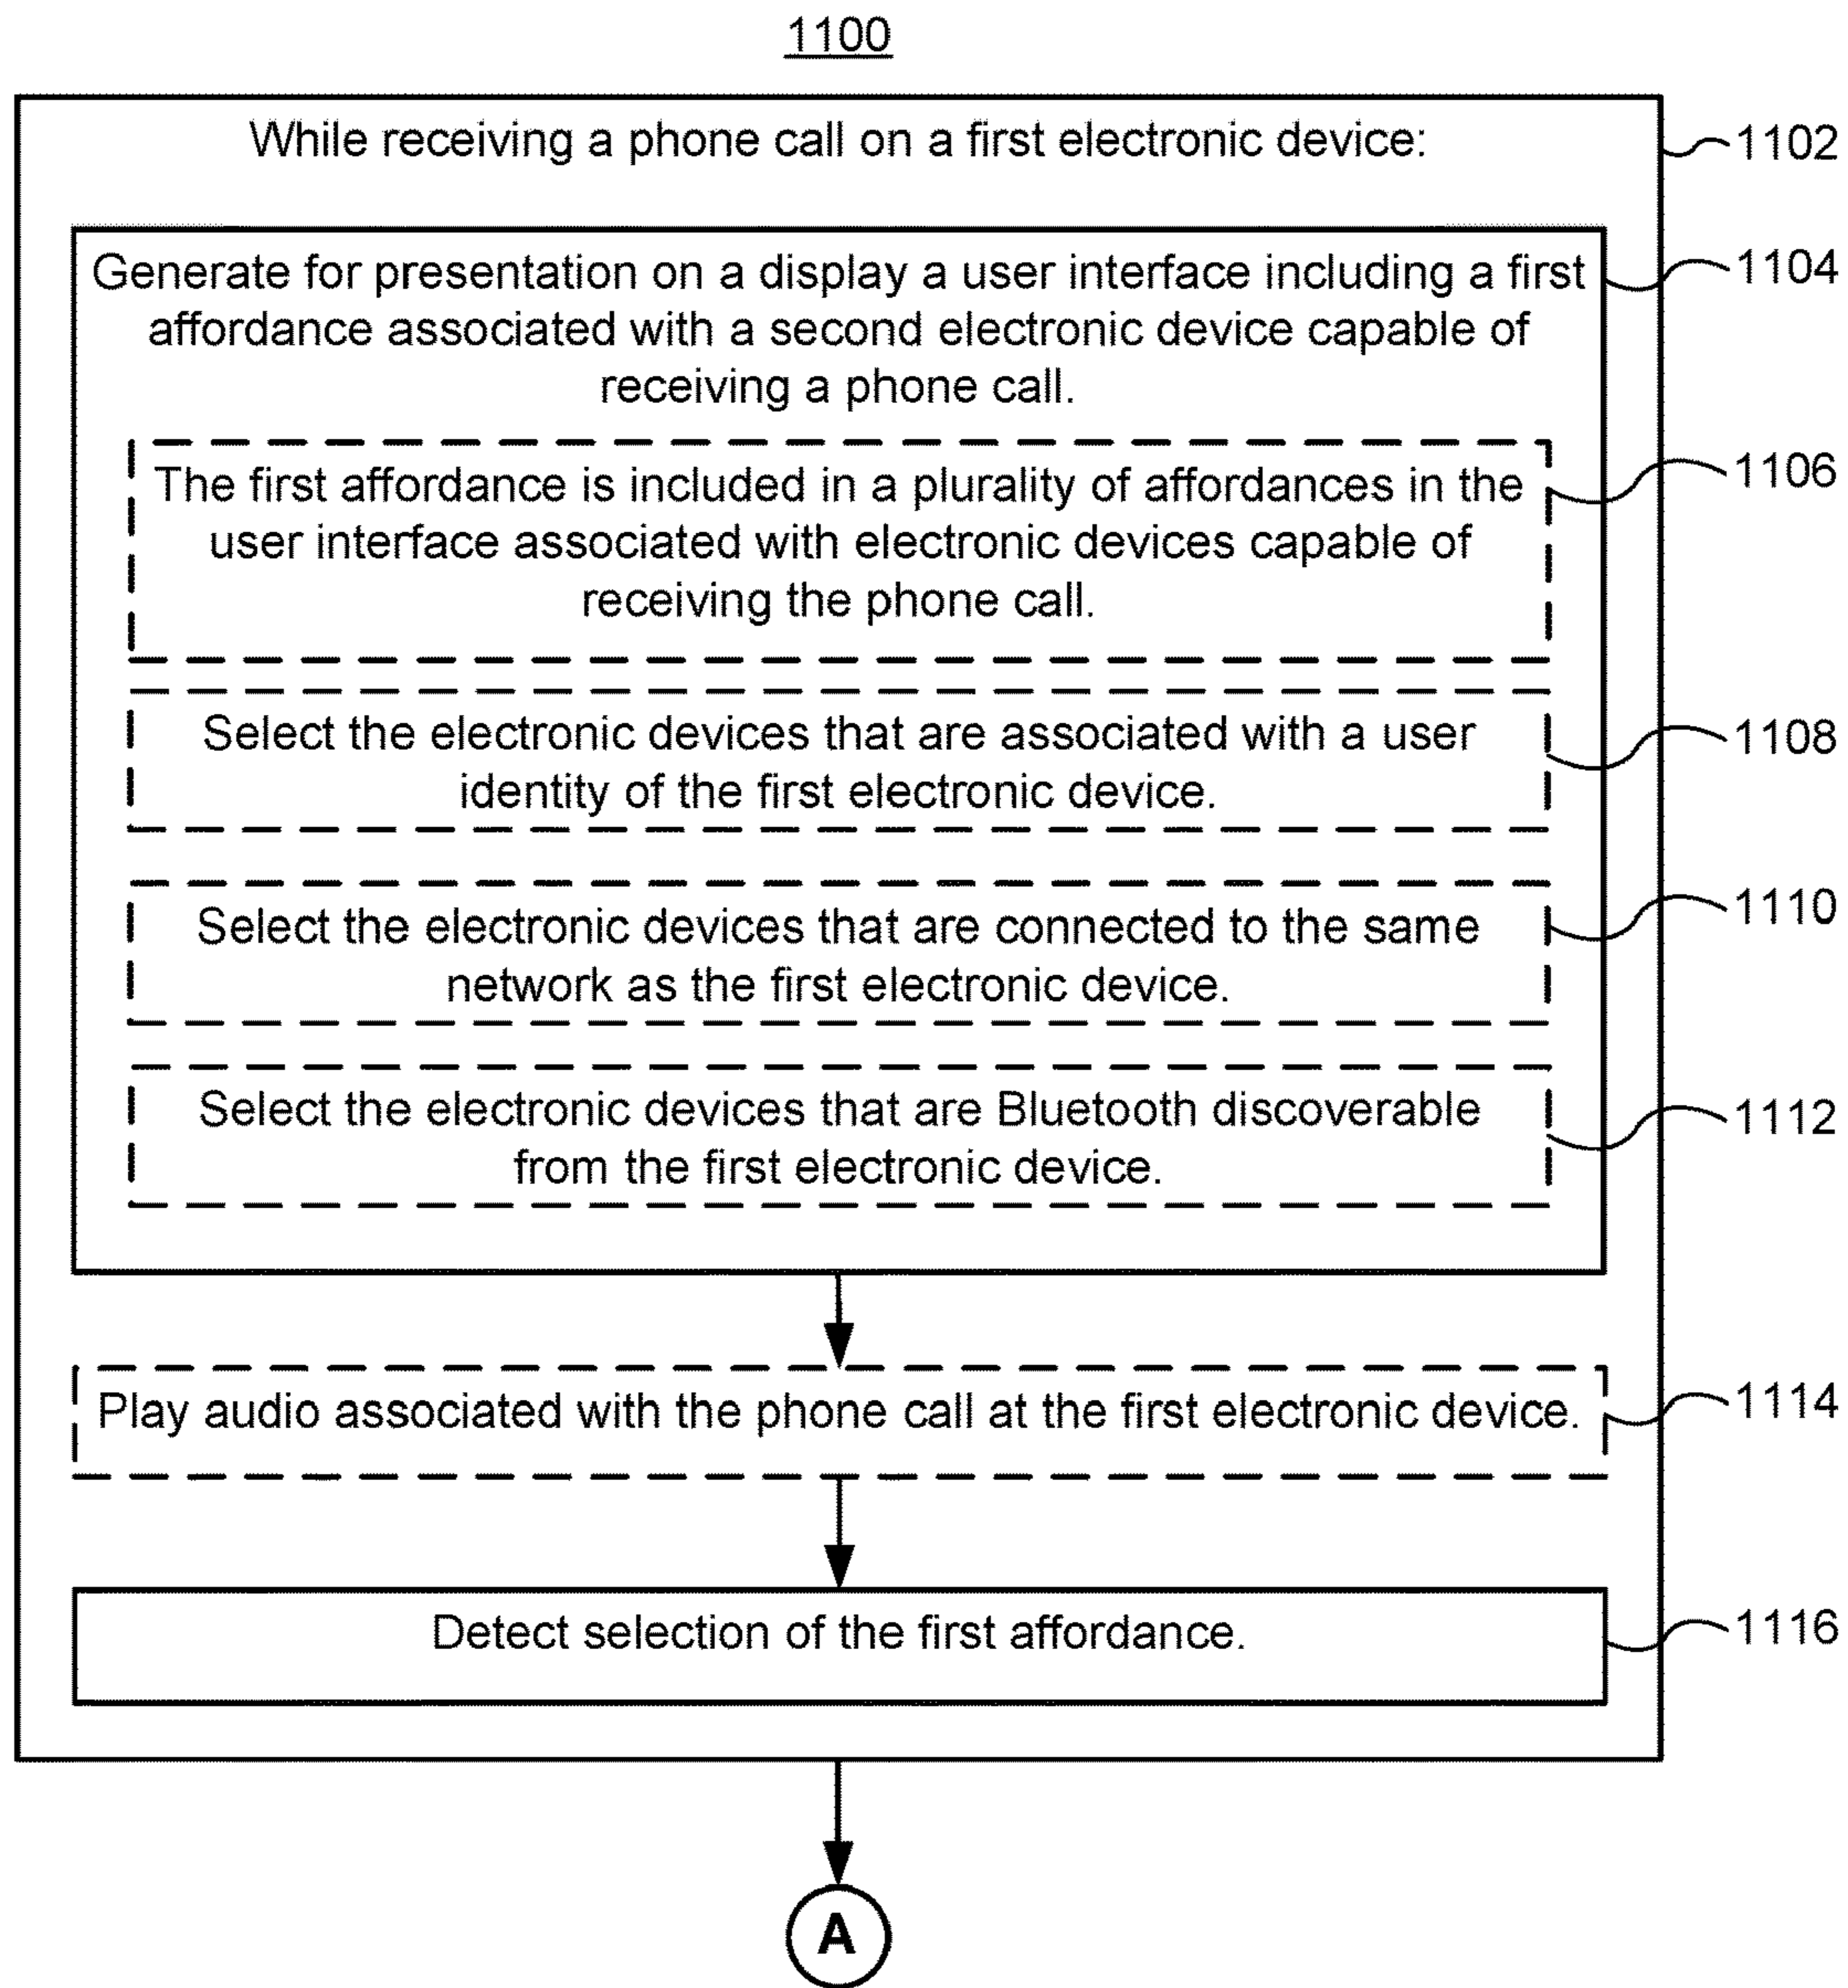 1100
While receiving a phone call on a first electronic device:
1102
Generate for presentation on a display a user interface including a first
affordance associated with a second electronic device capable of
receiving a phone call.
1104
The first affordance is included in a plurality of affordances in the
user interface associated with electronic devices capable of
receiving the phone call.
1106
Select the electronic devices that are associated with a user
identity of the first electronic device.
1108
Select the electronic devices that are connected to the same
network as the first electronic device.
1110
Select the electronic devices that are Bluetooth discoverable
from the first electronic device.
1112
Play audio associated with the phone call at the first electronic device.
1114
Detect selection of the first affordance.
1116
A